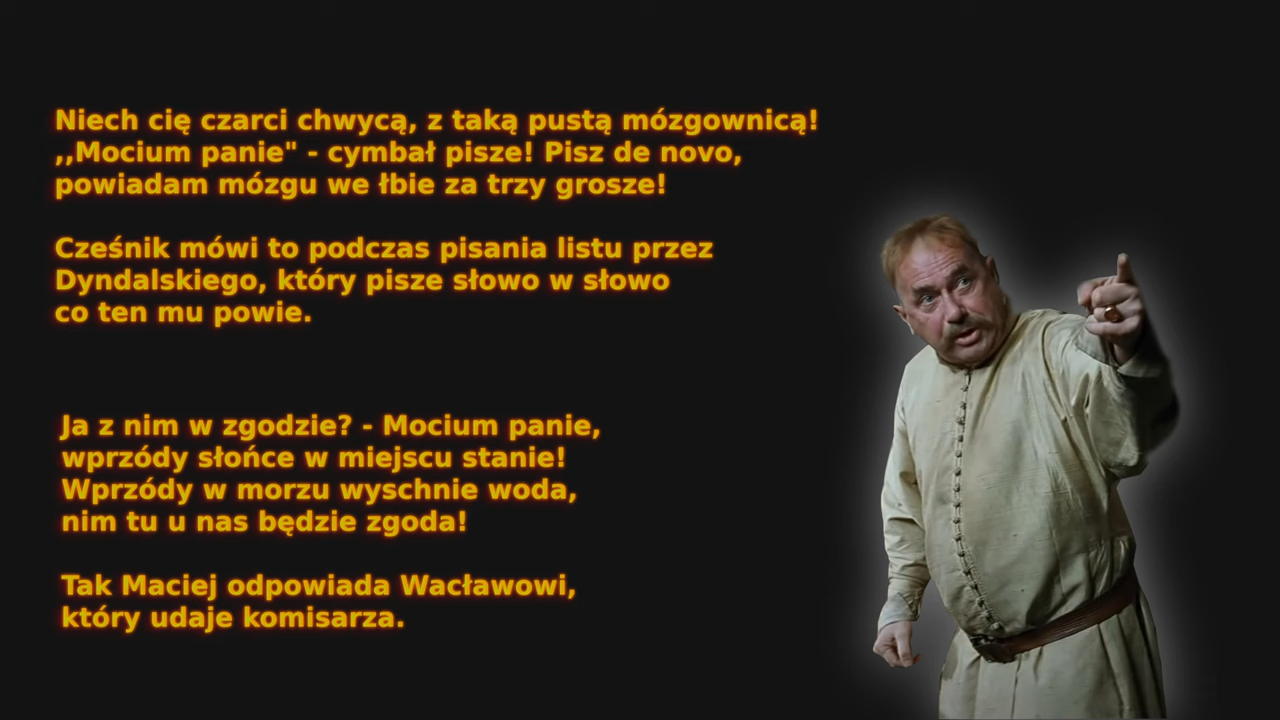 Niech cię czarci chwycą, z taką pustą mózgownicą!
,,Mocium panie" - cymbał pisze! Pisz de novo,
powiadam mózgu we łbie za trzy grosze!
Cześnik mówi to podczas pisania listu przez
Dyndalskiego, który pisze słowo w słowo
co ten mu powie.
Ja z nim w zgodzie? - Mocium panie,
wprzódy słońce w miejscu stanie!
Wprzódy w morzu wyschnie woda,
nim tu u nas będzie zgoda!
Tak Maciej odpowiada Wacławowi,
który udaje komisarza.